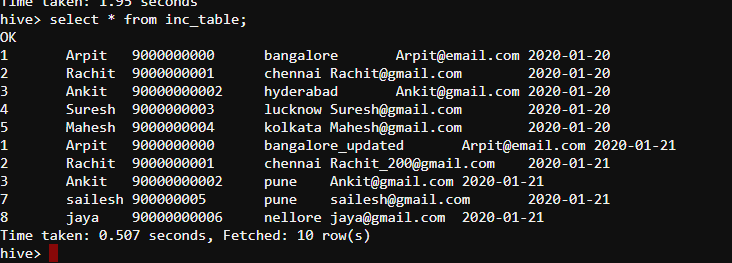 Time taken: 1.95 seconds
hive> select * from inc_table;
OK
1 Arpit 9000000000 bangalore Arpit@email.com 2020-01-20
2 Rachit 9000000001 chennai Rachit@gmail.com 2020-01-20
3 Ankit 90000000002 hyderabad Ankit@gmail.com 2020-01-20
4 Suresh 9000000003 lucknow Suresh@gmail.com 2020-01-20
5 Mahesh 9000000004 kolkata Mahesh@gmail.com 2020-01-20
1 Arpit 9000000000 bangalore_updated Arpit@email.com 2020-01-21
2 Rachit 9000000001 chennai Rachit_200@gmail.com 2020-01-21
3 Ankit 90000000002 pune Ankit@gmail.com 2020-01-21
7 sailesh 900000005 pune sailesh@gmail.com 2020-01-21
8 jaya 90000000006 nellore jaya@gmail.com 2020-01-21
Time taken: 0.507 seconds, Fetched: 10 row(s)
hive>